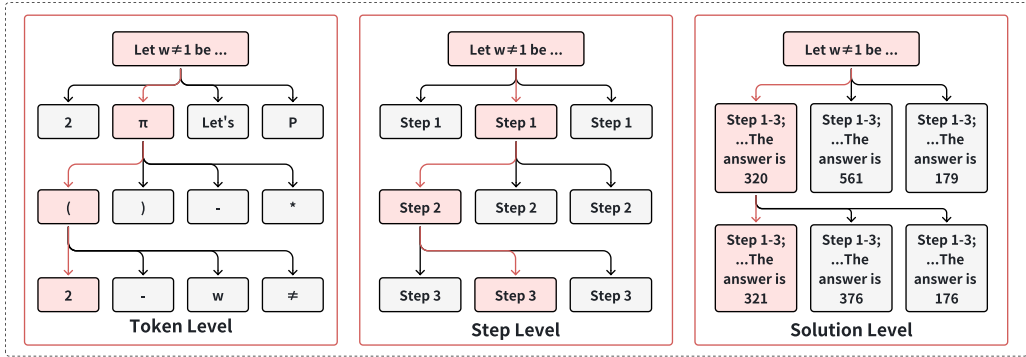 Let w≠1 be ...
2
π
Let's
P
(
)
-
*
2
-
w
≠
Token Level
Let w≠1 be ...
Step 1
Step 1
Step 1
Step 2
Step 2
Step 2
Step 3
Step 3
Step 3
Step Level
Let w≠1 be ...
Step 1-3;
...The
answer is
320
Step 1-3;
...The
answer is
561
Step 1-3;
...The
answer is
179
Step 1-3;
...The
answer is
321
Step 1-3;
...The
answer is
376
Step 1-3;
...The
answer is
176
Solution Level